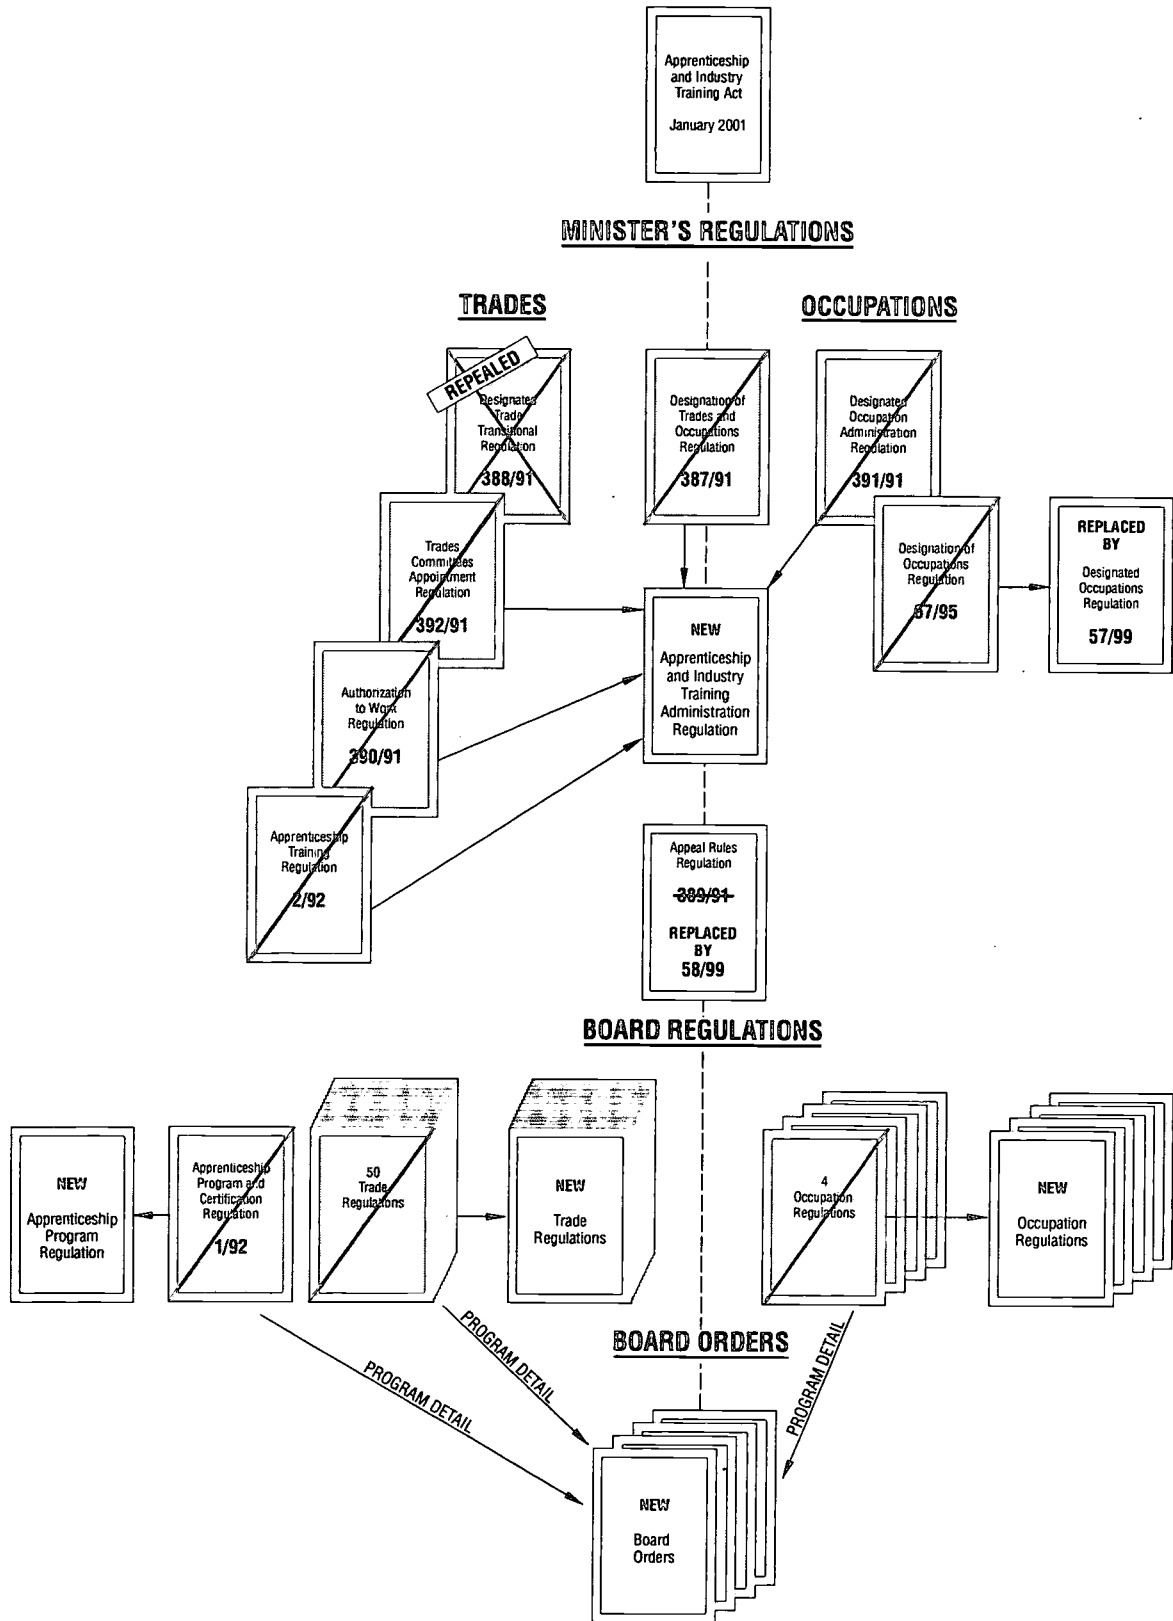 Apprenticeship
and Industry
Training Act
January 2001
MINISTER'S REGULATIONS
TRADES
OCCUPATIONS
REPEALED
Designated
Trade
Transitional
Regulation
388/91
Designation of
Trades and
Occupations
Regulation
387/91
Designated
Occupation
Administration
Regulation
391/91
Trades
Committees
Appointment
Regulation
392/91
Designation of
Occupations
Regulation
57/95
REPLACED
BY
Designated
Occupations
Regulation
57/99
NEW
Apprenticeship
and Industry
Training
Administration
Regulation
Authorization
to Work
Regulation
390/91
Apprenticeship
Training
Regulation
2/92
Appeal Rules
Regulation
389/91
REPLACED
BY
58/99
BOARD REGULATIONS
NEW
Apprenticeship
Program
Regulation
Apprenticeship
Program and
Certification
Regulation
1/92
50
Trade
Regulations
NEW
Trade
Regulations
4
Occupation
Regulations
NEW
Occupation
Regulations
BOARD ORDERS
PROGRAM DETAIL
PROGRAM DETAIL
PROGRAM DETAIL
NEW
Board
Orders